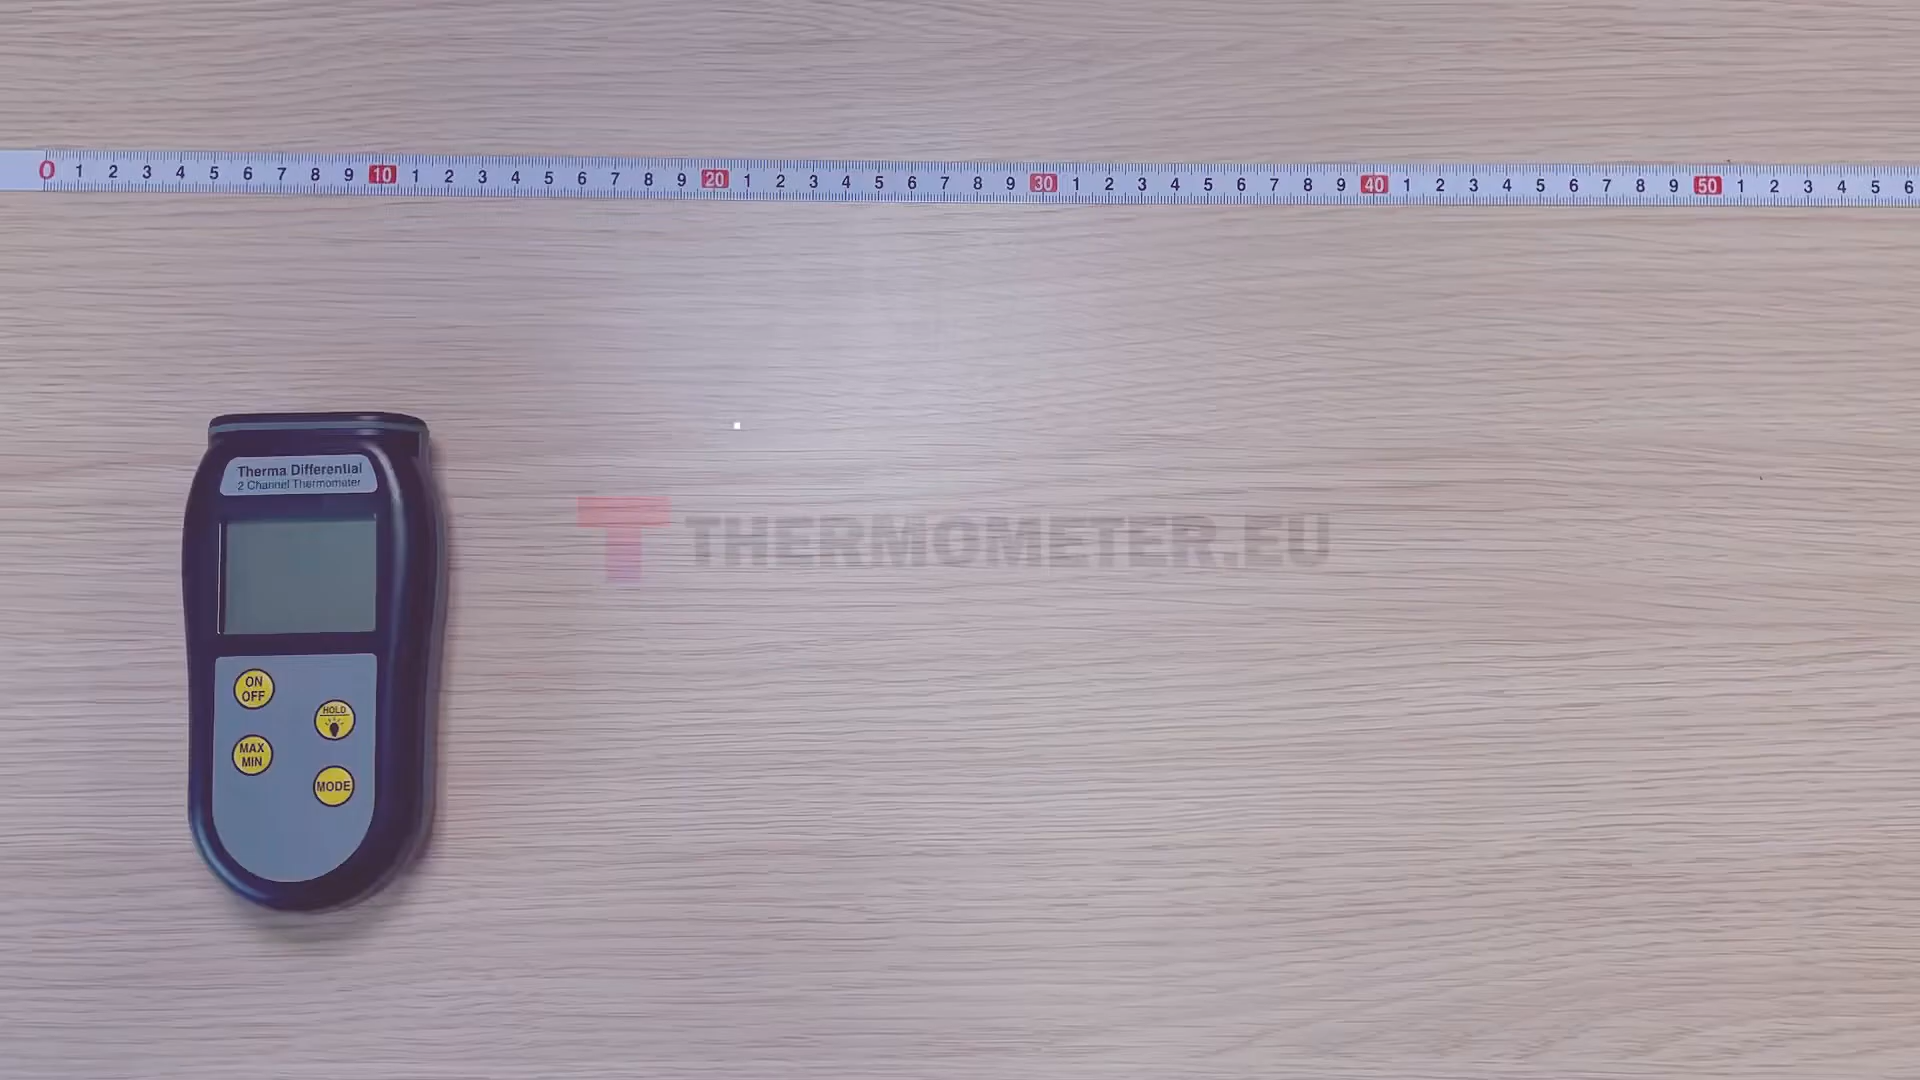 0 1 2 3 4 5 6 7 8 9 10 1 2 3 4 5 6 7 8 9 20 1 2 3 4 5 6 7 8 9 30 1 2 3 4 5 6 7 8 9 40 1 2 3 4 5 6 7 8 9 50 1 2 3 4 5 6
Therma Differential
2 Channel Thermometer
T THERMOMETER.EU
ON
OFF
HOLD
MAX
MIN
MODE